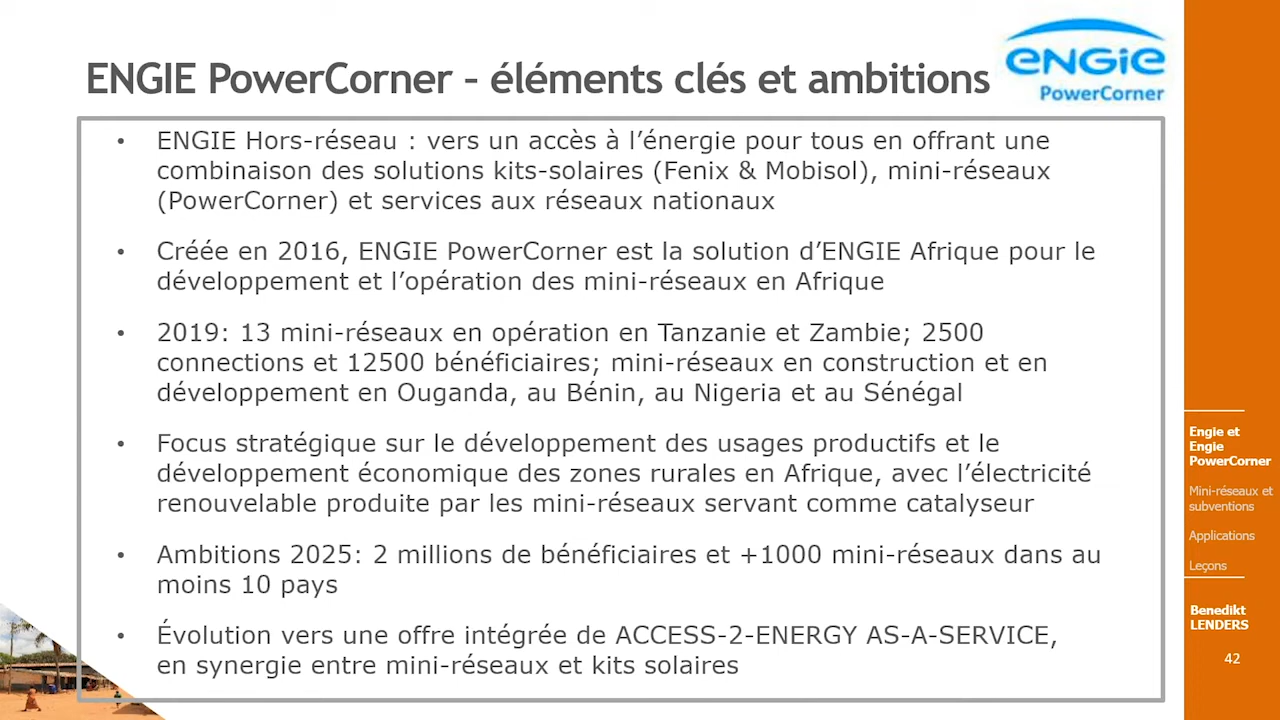 ENGIE PowerCorner – éléments clés et ambitions
ENGIE
PowerCorner
• ENGIE Hors-réseau : vers un accès à l’énergie pour tous en offrant une
combinaison des solutions kits-solaires (Fenix & Mobisol), mini-réseaux
(PowerCorner) et services aux réseaux nationaux
• Créée en 2016, ENGIE PowerCorner est la solution d’ENGIE Afrique pour le
développement et l’opération des mini-réseaux en Afrique
• 2019: 13 mini-réseaux en opération en Tanzanie et Zambie; 2500
connections et 12500 bénéficiaires; mini-réseaux en construction et en
développement en Ouganda, au Bénin, au Nigeria et au Sénégal
• Focus stratégique sur le développement des usages productifs et le
développement économique des zones rurales en Afrique, avec l’électricité
renouvelable produite par les mini-réseaux servant comme catalyseur
• Ambitions 2025: 2 millions de bénéficiaires et +1000 mini-réseaux dans au
moins 10 pays
• Évolution vers une offre intégrée de ACCESS-2-ENERGY AS-A-SERVICE,
en synergie entre mini-réseaux et kits solaires
Engie et
Engie
PowerCorner
Mini-réseaux et
subventions
Applications
Leçons
Benedikt
LENDERS
42